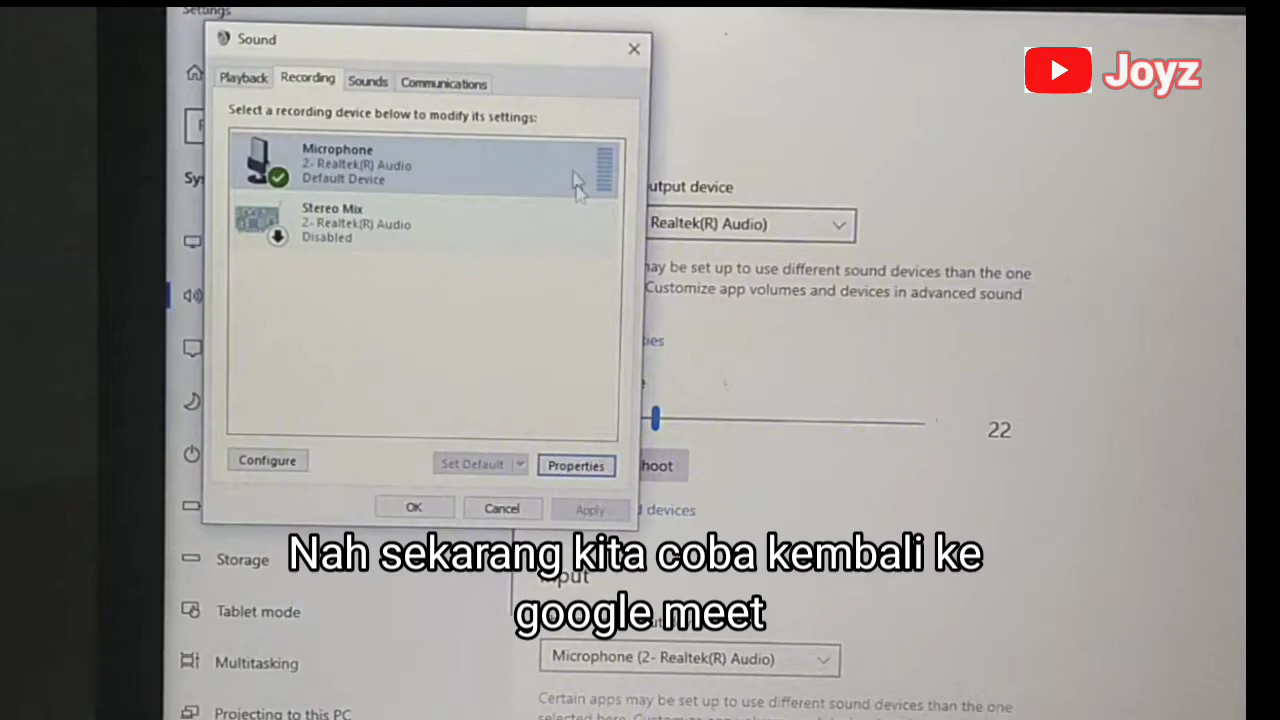 Settings
Sound
Joyz
Playback Recording Sounds Communications
Select a recording device below to modify its settings:
Microphone
2- Realtek(R) Audio
Default Device
Stereo Mix
2- Realtek(R) Audio
Disabled
utput device
Realtek(R) Audio)
may be set up to use different sound devices than the one
Customize app volumes and devices in advanced sound
ies
22
Configure Set Default Properties
hoot
OK Cancel Apply
devices
Storage
Nah sekarang kita coba kembali ke
google meet
Input
Tablet mode
Microphone (2- Realtek(R) Audio)
Multitasking
Certain apps may be set up to use different sound devices than the one
Projecting to this PC